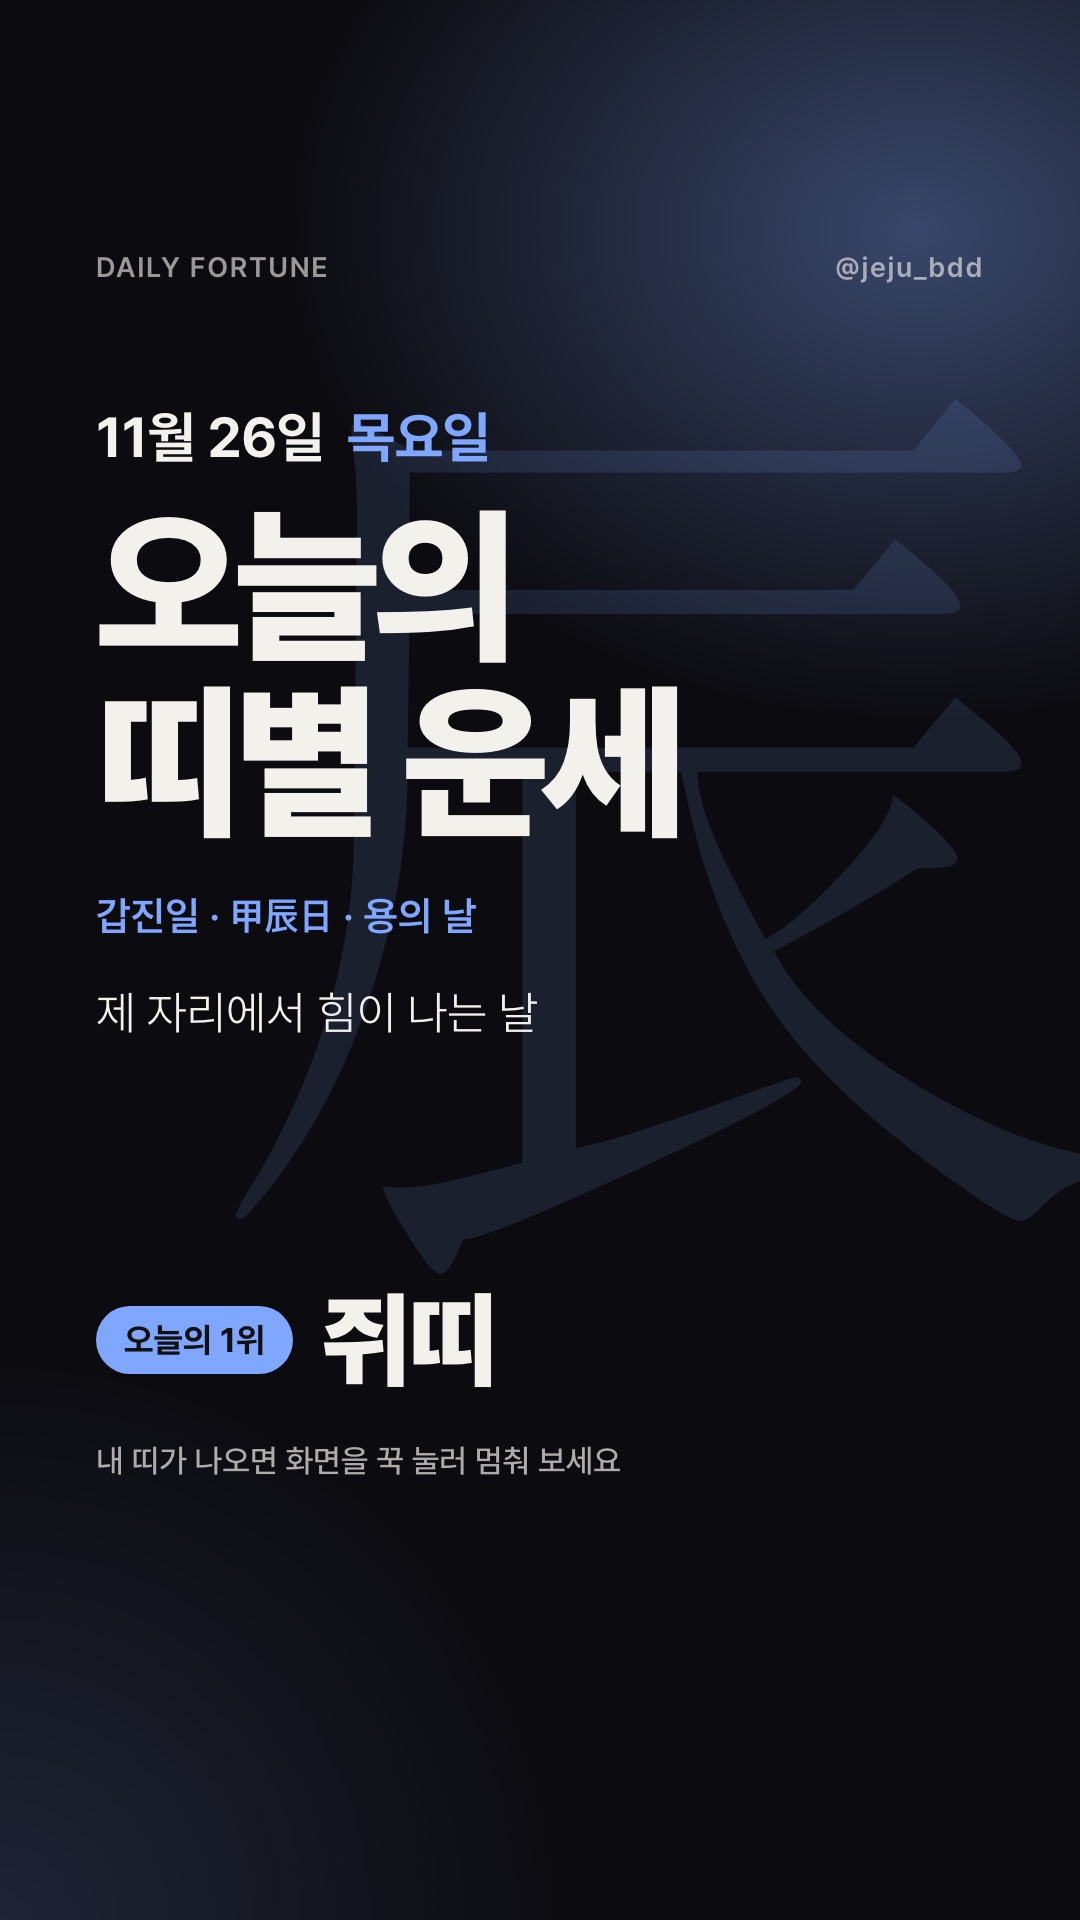 DAILY FORTUNE
@jeju_bdd
11월 26일 목요일
오늘의
띠별 운세
갑진일 · 甲辰日 · 용의 날
제 자리에서 힘이 나는 날
辰
오늘의 1위 쥐띠
내 띠가 나오면 화면을 꾹 눌러 멈춰 보세요